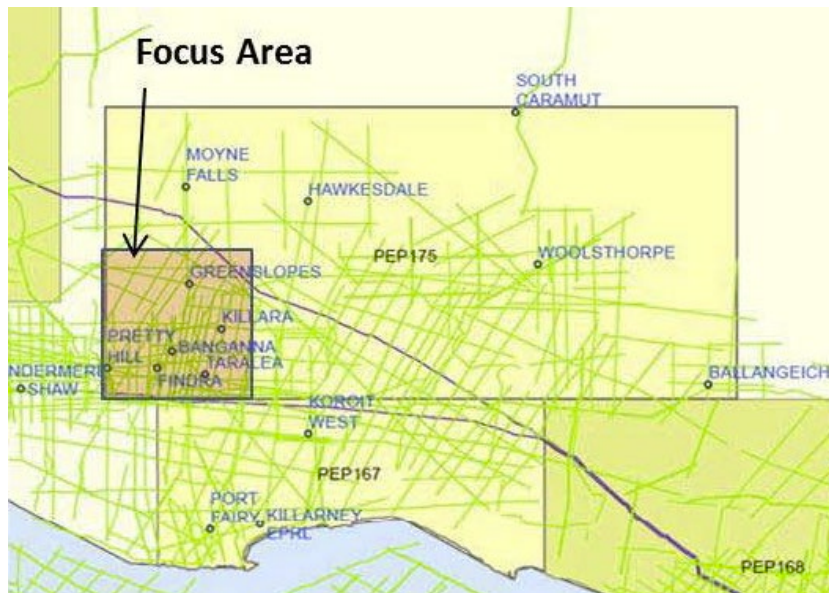 Focus Area
SOUTH
CARAMUT
MOYNE
FALLS
HAWKESDALE
PEP175
WOOLSTHORPE
GREENSLOPES
KILLARA
PRETTY
HILL
BANGANNA
TARALEA
FINDRA
NDERMERE
SHAW
BALLANGEICH
KOROIT
WEST
PEP167
PORT
FAIRY
KILLARNEY
EPRL
PEP168